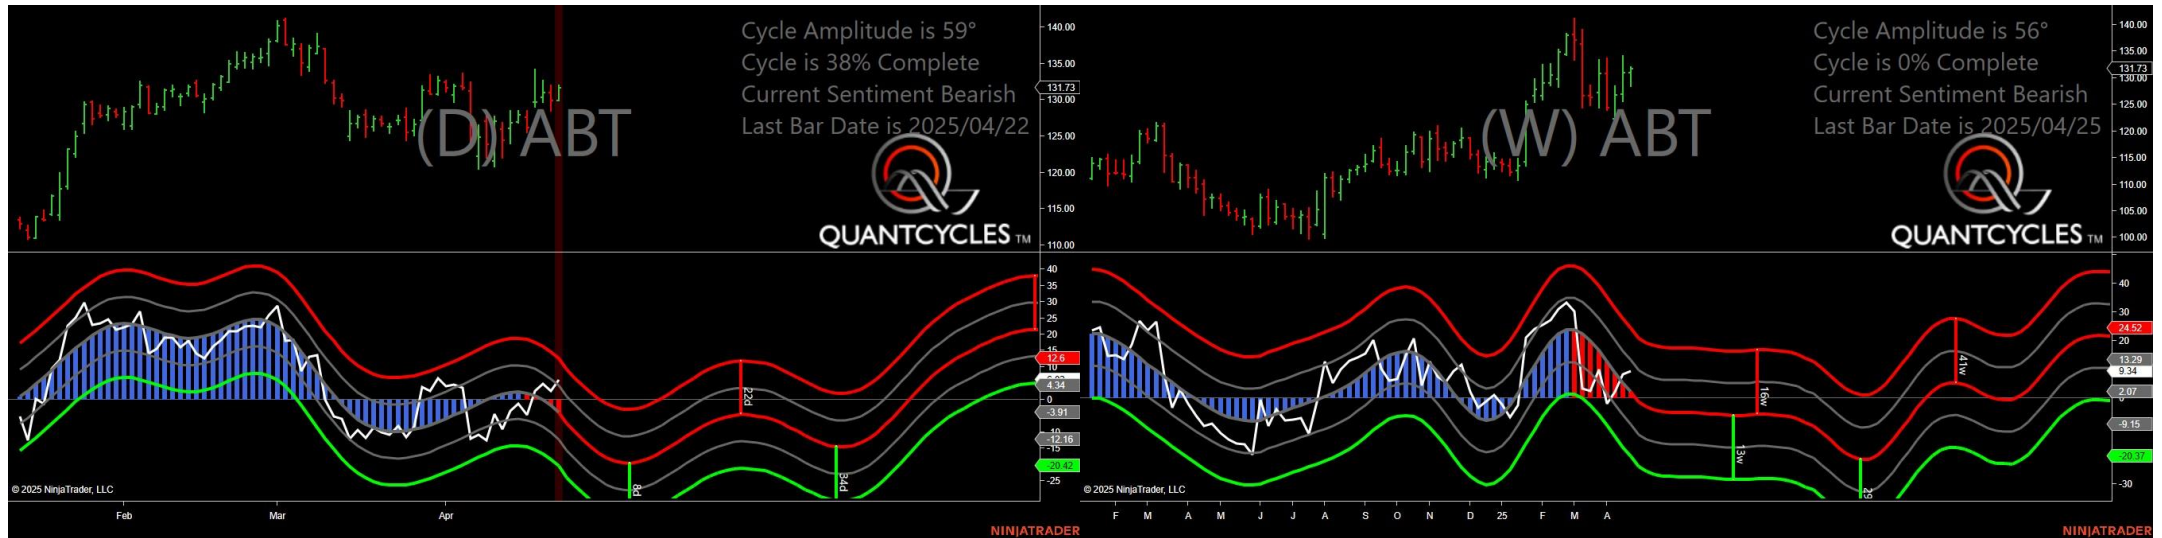 Cycle Amplitude is 59°
Cycle is 38% Complete
Current Sentiment Bearish
Last Bar Date is 2025/04/22
(D) ABT
QUANTCYCLES TM
140.00
135.00
131.73
130.00
125.00
120.00
115.00
110.00
40
35
30
25
20
15
12.6
10
4.34
0
-3.91
-12.16
-15
-20.42
-25
22d
8d
34d
© 2025 NinjaTrader, LLC
Feb Mar Apr
NINJATRADER
Cycle Amplitude is 56°
Cycle is 0% Complete
Current Sentiment Bearish
Last Bar Date is 2025/04/25
(W) ABT
QUANTCYCLES TM
140.00
135.00
131.73
130.00
125.00
120.00
115.00
110.00
105.00
100.00
40
30
24.52
20
13.29
9.34
2.07
0
-9.15
-20.37
-30
16w
13w
41w
29
© 2025 NinjaTrader, LLC
F M A M J J A S O N D 25 F M A
NINJATRADER